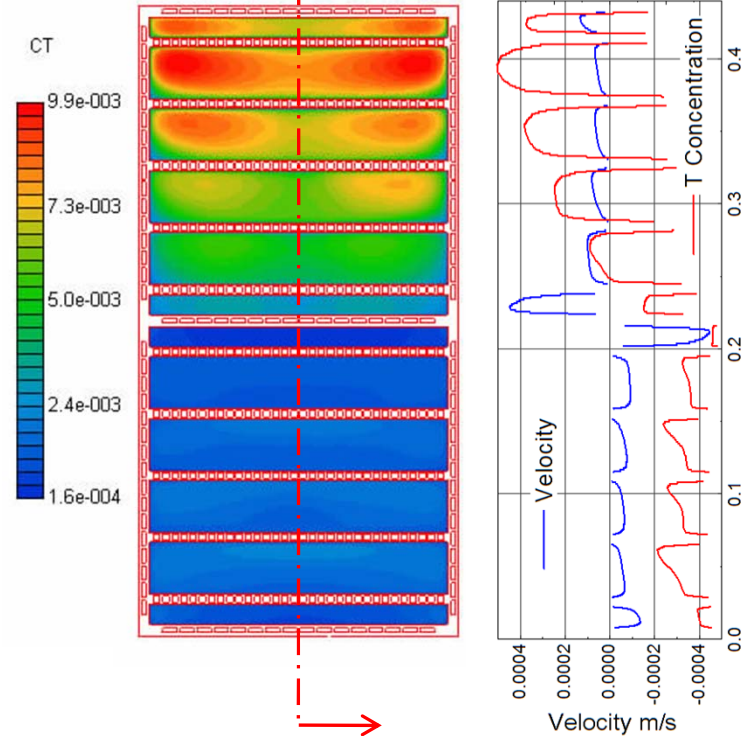 CT
9.9e-003
7.3e-003
5.0e-003
2.4e-003
1.6e-004
Velocity
T Concentration
0.4
0.3
0.2
0.1
0.0
0.0004
0.0002
0.0000
-0.0002
-0.0004
Velocity m/s